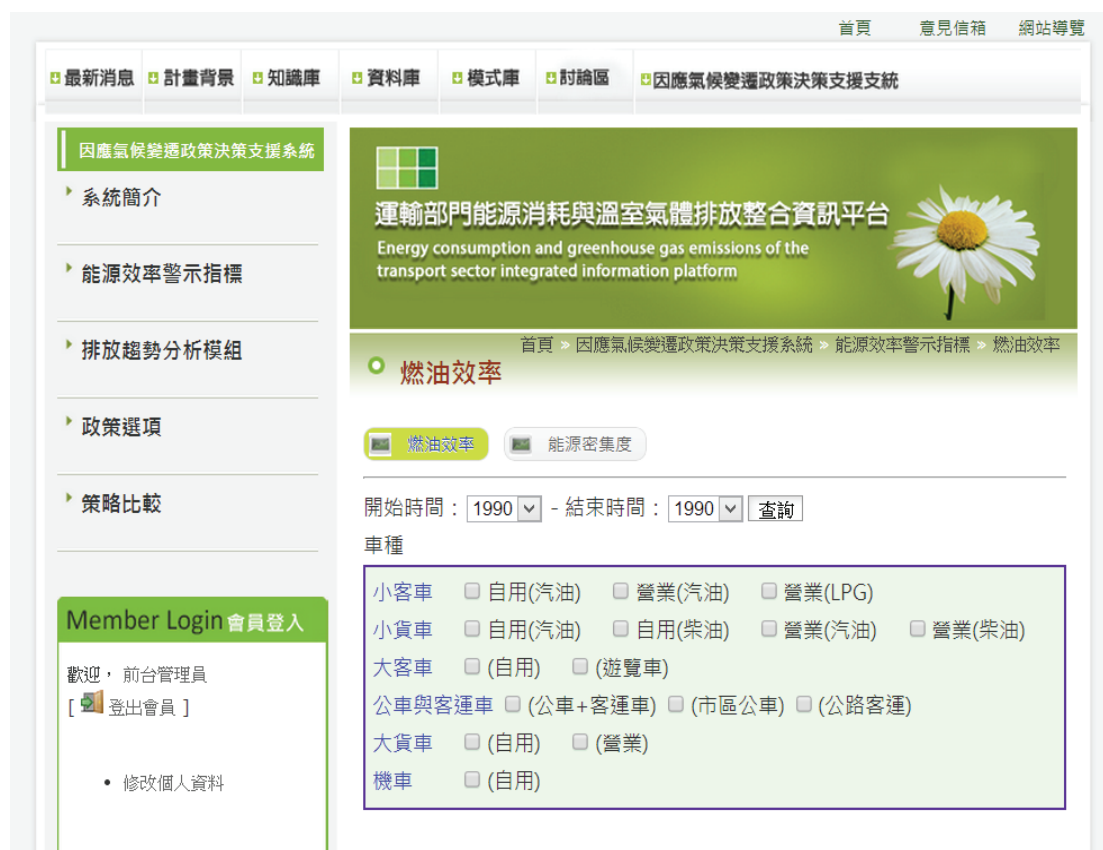 首頁 意見信箱 網站導覽
最新消息 計畫背景 知識庫 資料庫 模式庫 討論區 因應氣候變遷政策決策支援支統
因應氣候變遷政策決策支援系統
系統簡介
能源效率警示指標
排放趨勢分析模組
政策選項
策略比較
Member Login 會員登入
歡迎， 前台管理員
[ 登出會員 ]
• 修改個人資料
運輸部門能源消耗與溫室氣體排放整合資訊平台
Energy consumption and greenhouse gas emissions of the
transport sector integrated information platform
首頁 » 因應氣候變遷政策決策支援系統 » 能源效率警示指標 » 燃油效率
燃油效率
燃油效率 能源密集度
開始時間： 1990 - 結束時間： 1990 查詢
車種
小客車 自用(汽油) 營業(汽油) 營業(LPG)
小貨車 自用(汽油) 自用(柴油) 營業(汽油) 營業(柴油)
大客車 (自用) (遊覽車)
公車與客運車 (公車+客運車) (市區公車) (公路客運)
大貨車 (自用) (營業)
機車 (自用)